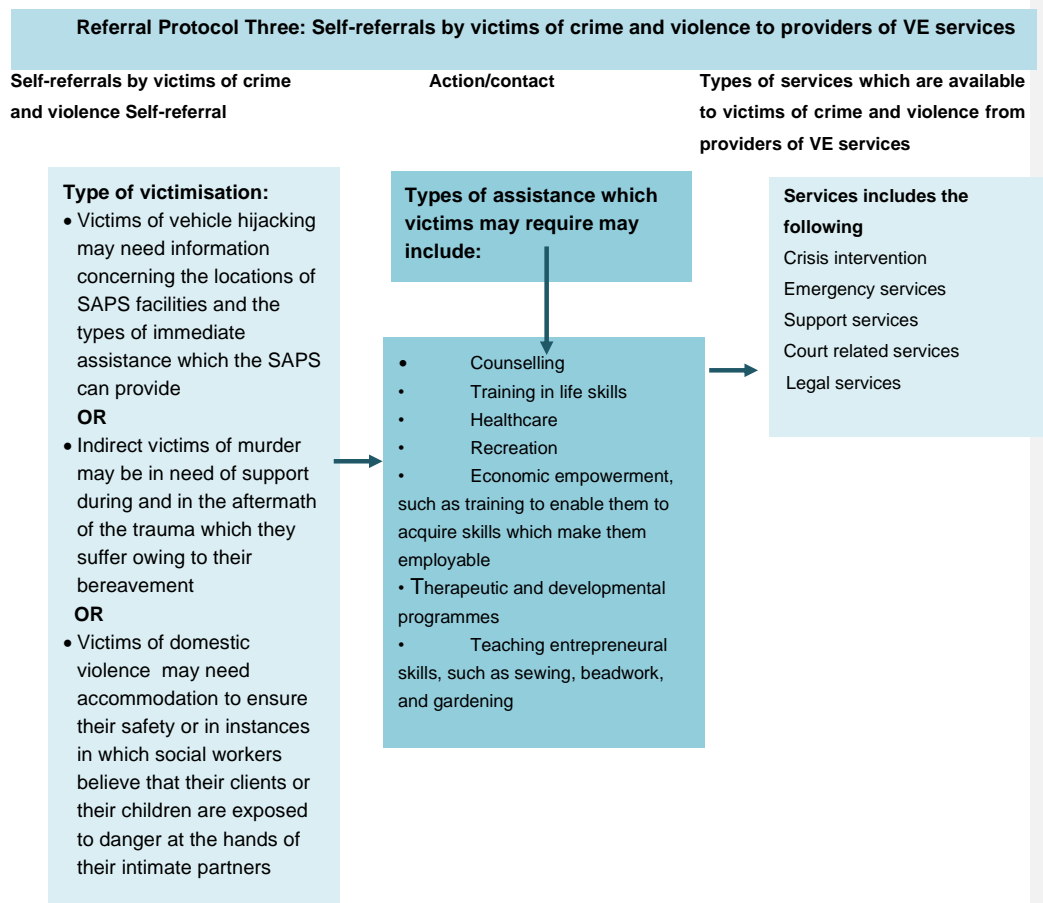 Referral Protocol Three: Self-referrals by victims of crime and violence to providers of VE services
Self-referrals by victims of crime
and violence Self-referral
Action/contact
Types of services which are available
to victims of crime and violence from
providers of VE services
Type of victimisation:
• Victims of vehicle hijacking
may need information
concerning the locations of
SAPS facilities and the
types of immediate
assistance which the SAPS
can provide
OR
• Indirect victims of murder
may be in need of support
during and in the aftermath
of the trauma which they
suffer owing to their
bereavement
OR
• Victims of domestic
violence may need
accommodation to ensure
their safety or in instances
in which social workers
believe that their clients or
their children are exposed
to danger at the hands of
their intimate partners
Types of assistance which
victims may require may
include:
• Counselling
• Training in life skills
• Healthcare
• Recreation
• Economic empowerment,
such as training to enable them to
acquire skills which make them
employable
• Therapeutic and developmental
programmes
• Teaching entrepreneural
skills, such as sewing, beadwork,
and gardening
Services includes the
following
Crisis intervention
Emergency services
Support services
Court related services
Legal services